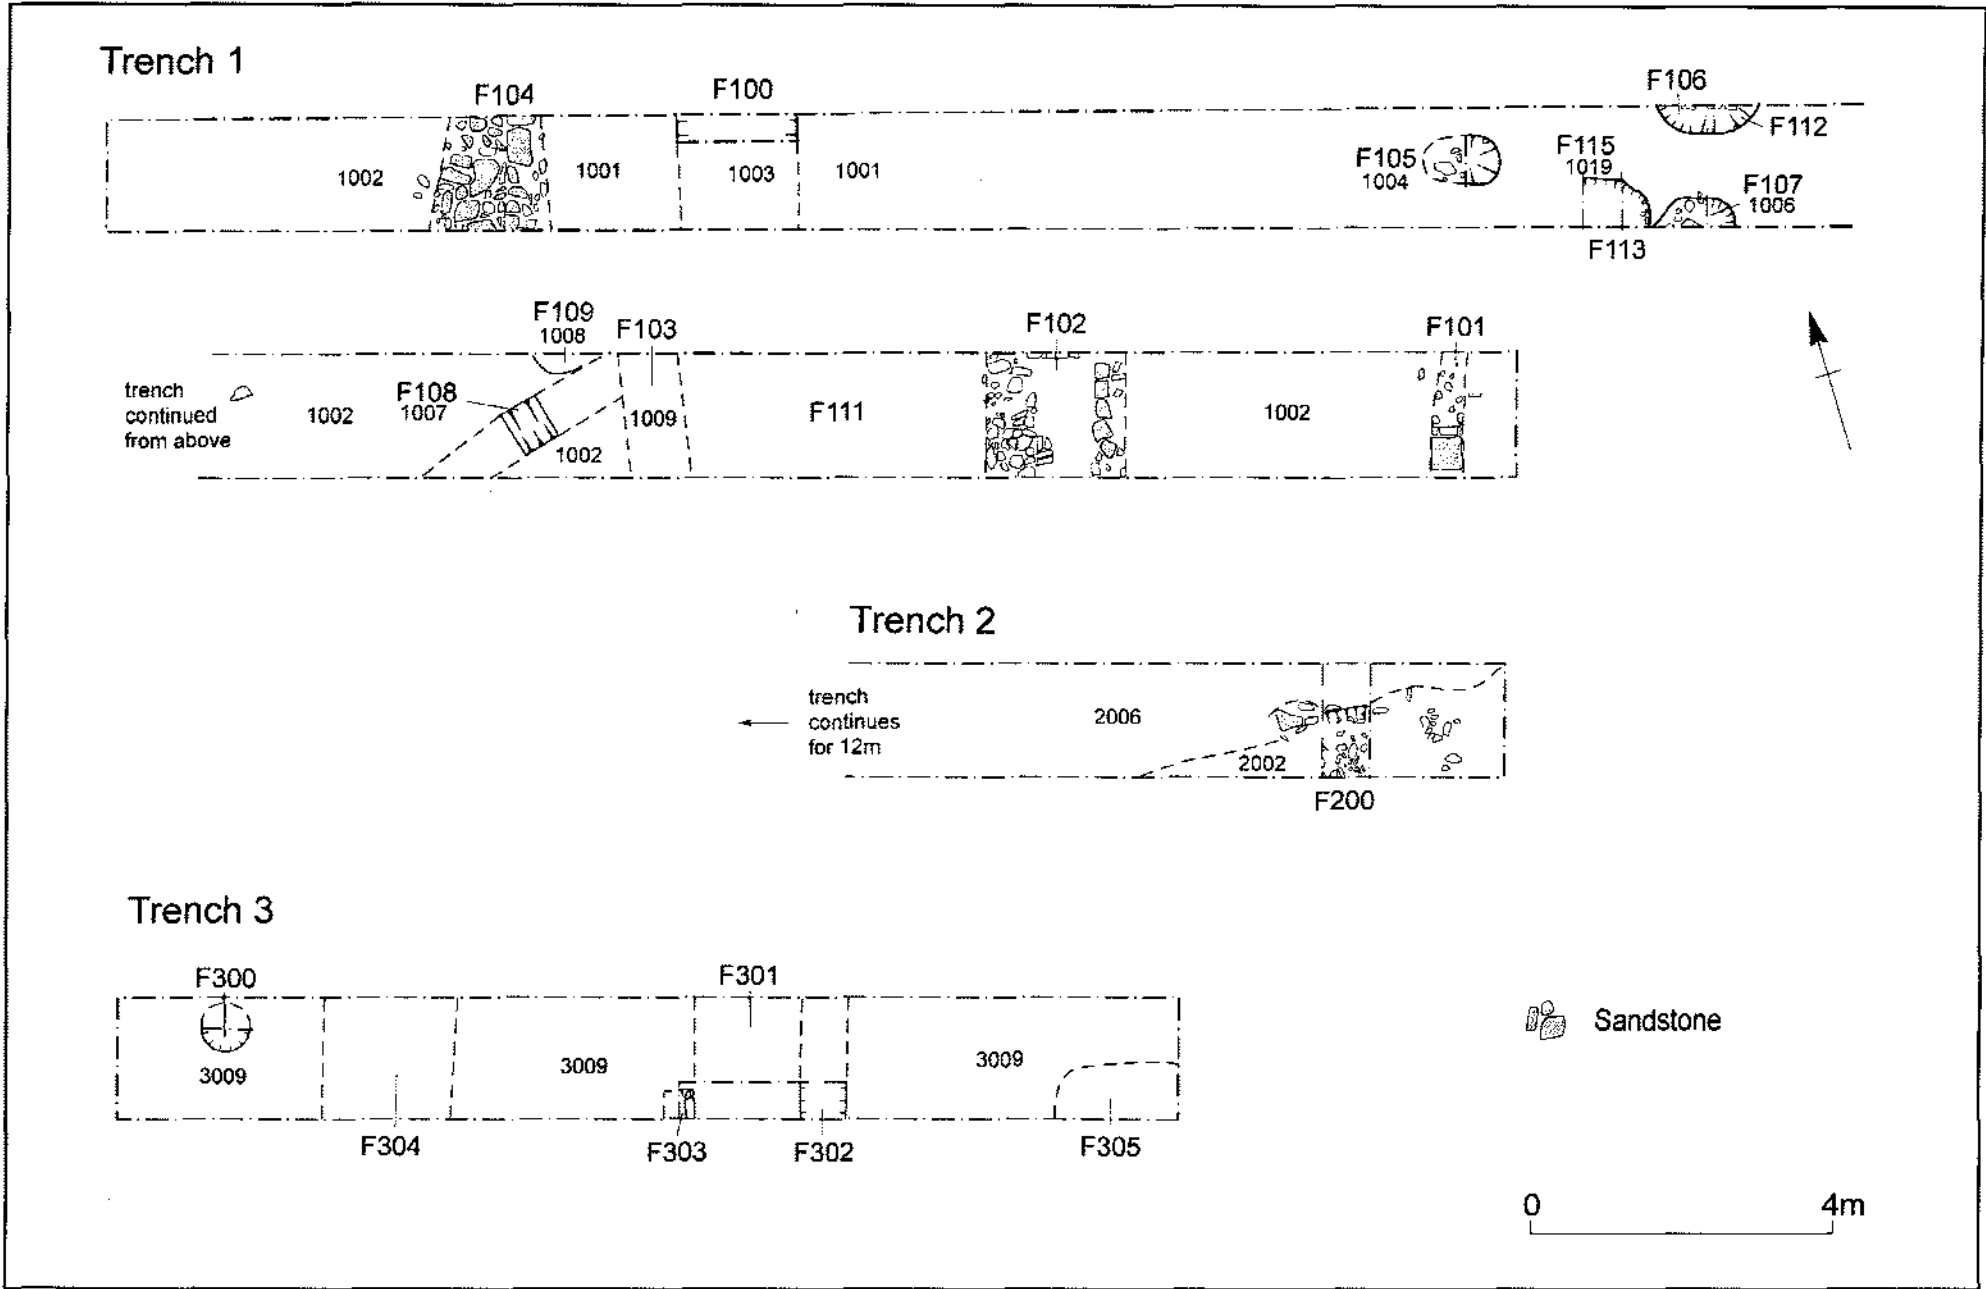 Trench 1
F104
F100
F106
F112
1002
1001
1003
1001
F105
1004
F115
1019
F107
1006
F113
F109
1008
F103
F102
F101
trench
continued
from above
1002
F108
1007
1002
1009
F111
1002
Trench 2
trench
continues
for 12m
2006
2002
F200
Trench 3
F300
F301
3009
3009
3009
F304
F303
F302
F305
Sandstone
0 4m